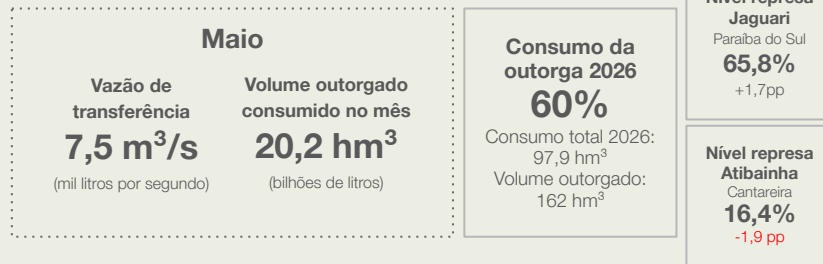 Maio
Vazão de
transferência
7,5 m³/s
(mil litros por segundo)
Volume outorgado
consumido no mês
20,2 hm³
(bilhões de litros)
Consumo da
outorga 2026
60%
Consumo total 2026:
97,9 hm³
Volume outorgado:
162 hm³
Nível represa
Jaguari
Paraíba do Sul
65,8%
+1,7pp
Nível represa
Atibainha
Cantareira
16,4%
-1,9 pp